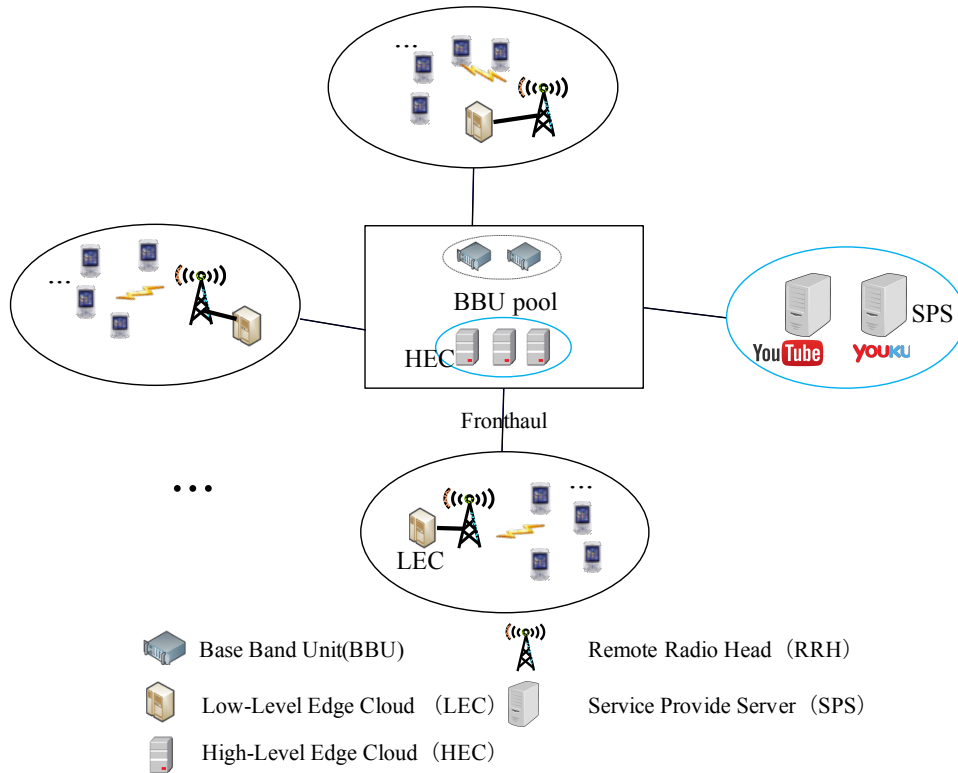 ...
...
BBU pool
SPS
YouTube
YOUKU
HEC
Fronthaul
...
...
LEC
Base Band Unit(BBU)
Remote Radio Head（RRH）
Low-Level Edge Cloud （LEC）
Service Provide Server（SPS）
High-Level Edge Cloud（HEC）